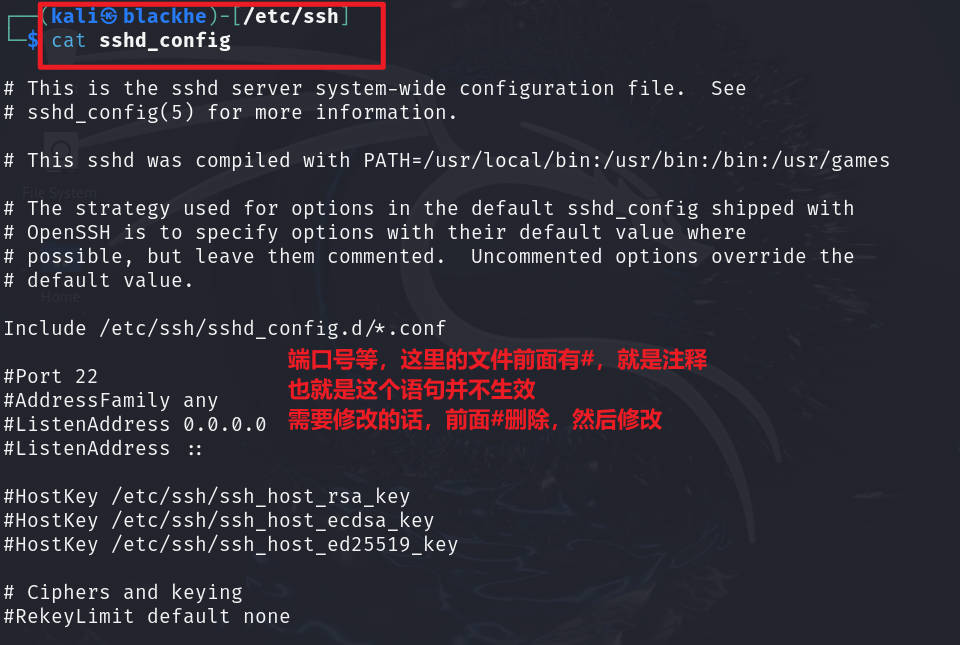 ┌──(kali㉿blackhe)-[/etc/ssh]
└─$ cat sshd_config
# This is the sshd server system-wide configuration file.  See
# sshd_config(5) for more information.
# This sshd was compiled with PATH=/usr/local/bin:/usr/bin:/bin:/usr/games
File System
# The strategy used for options in the default sshd_config shipped with
# OpenSSH is to specify options with their default value where
# possible, but leave them commented.  Uncommented options override the
# default value.
Home
Include /etc/ssh/sshd_config.d/*.conf
端口号等，这里的文件前面有#，就是注释
也就是这个语句并不生效
需要修改的话，前面#删除，然后修改
#Port 22
#AddressFamily any
#ListenAddress 0.0.0.0
#ListenAddress ::
#HostKey /etc/ssh/ssh_host_rsa_key
#HostKey /etc/ssh/ssh_host_ecdsa_key
#HostKey /etc/ssh/ssh_host_ed25519_key
# Ciphers and keying
#RekeyLimit default none